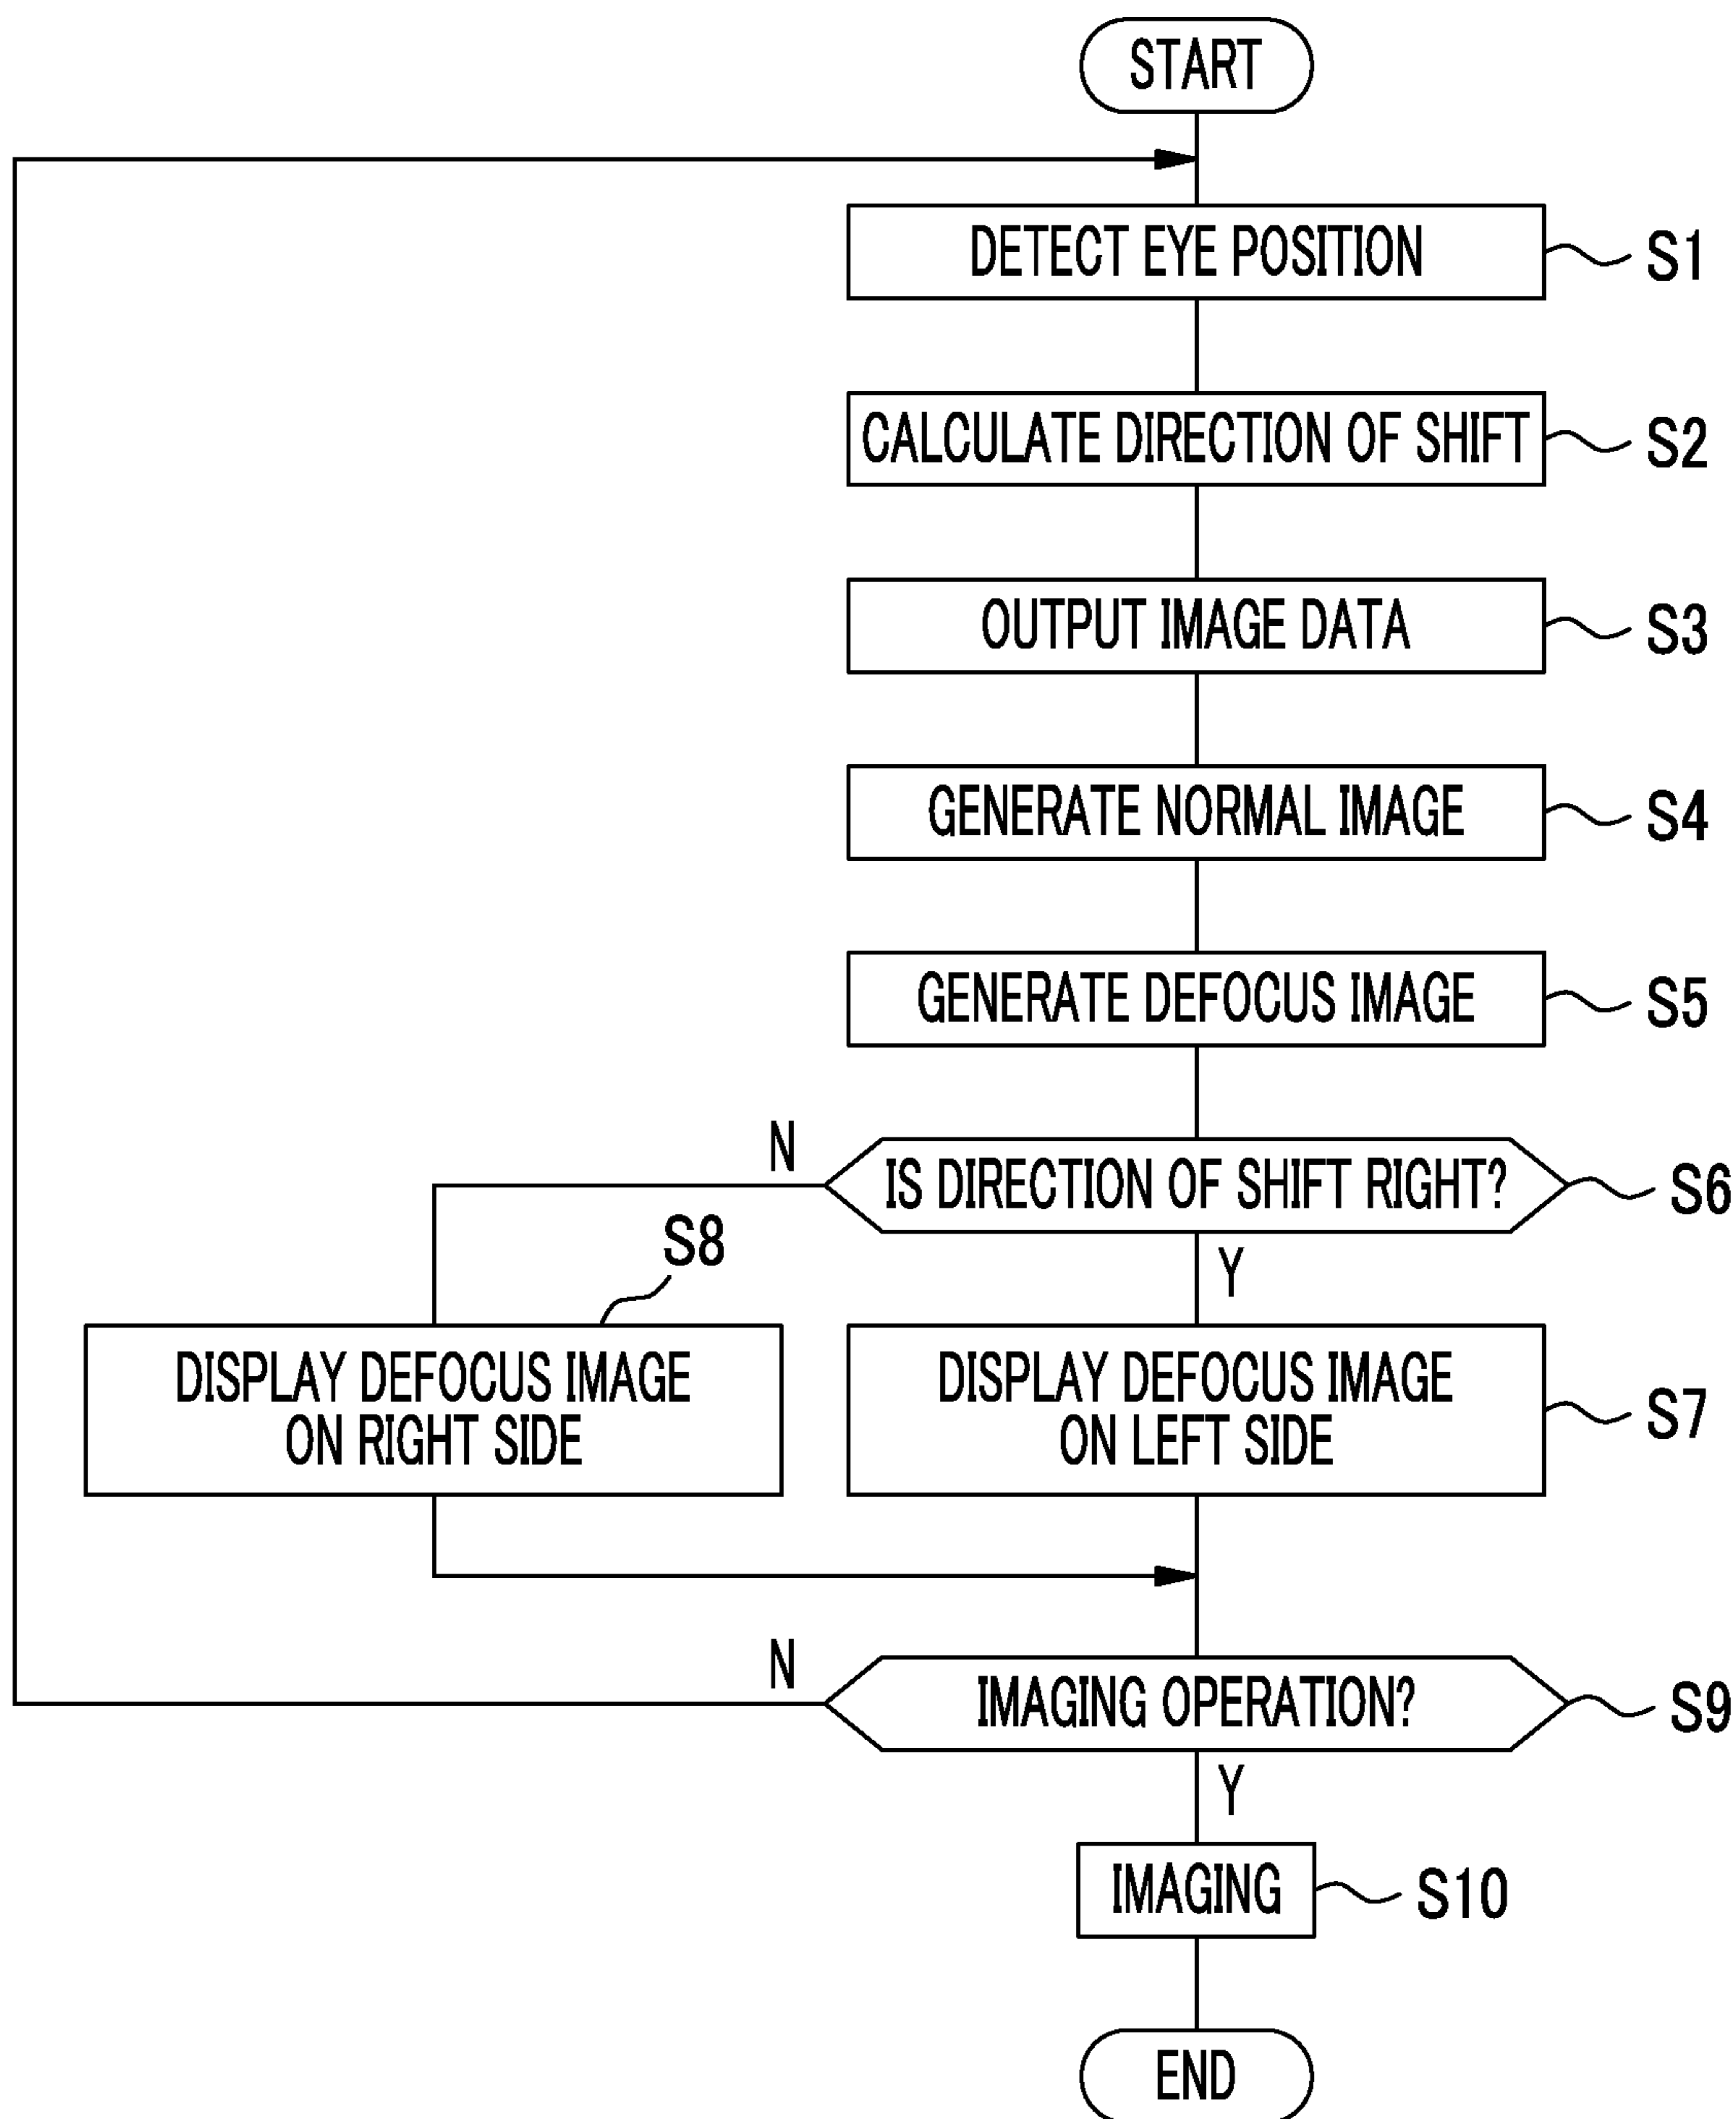 START
DETECT EYE POSITION
S1
CALCULATE DIRECTION OF SHIFT
S2
OUTPUT IMAGE DATA
S3
GENERATE NORMAL IMAGE
S4
GENERATE DEFOCUS IMAGE
S5
N
IS DIRECTION OF SHIFT RIGHT?
S6
Y
S8
DISPLAY DEFOCUS IMAGE
ON RIGHT SIDE
DISPLAY DEFOCUS IMAGE
ON LEFT SIDE
S7
N
IMAGING OPERATION?
S9
Y
IMAGING
S10
END